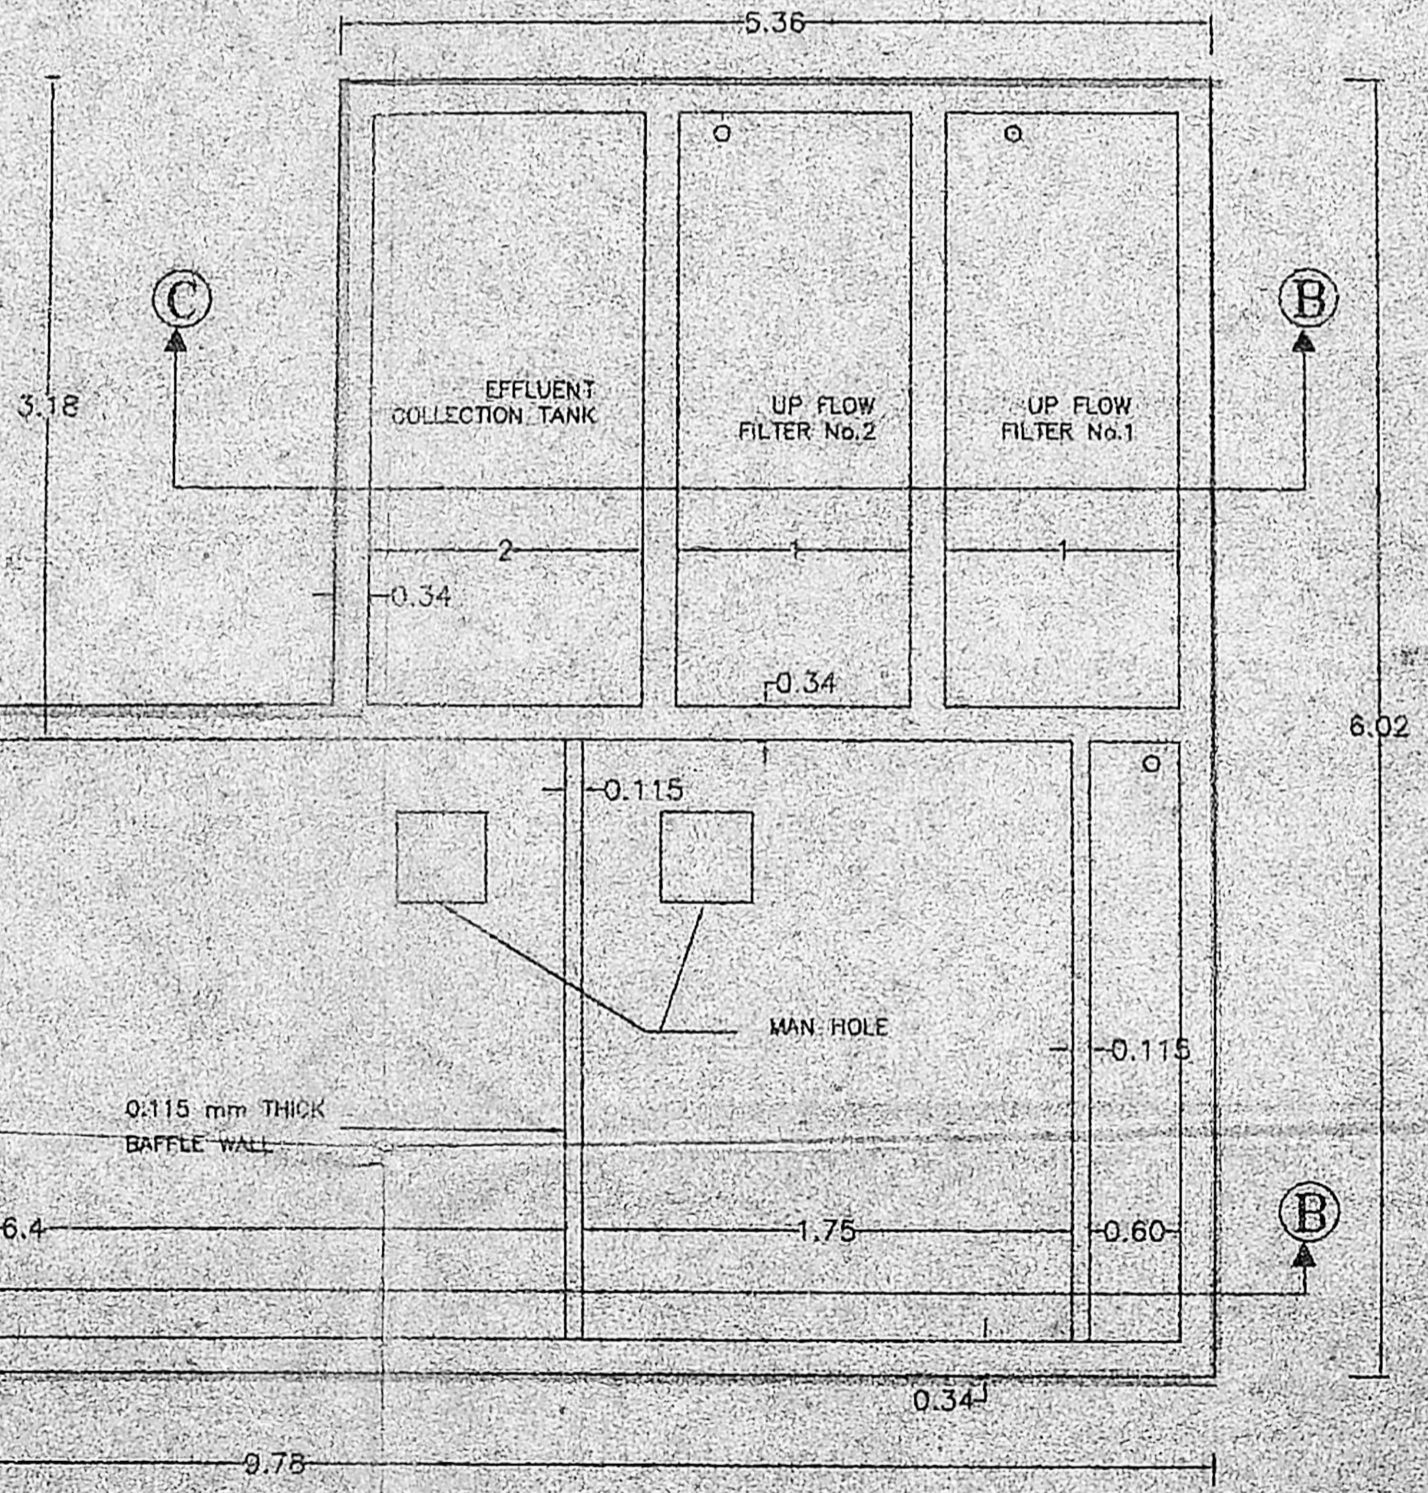 5.36
C
B
3.18
EFFLUENT
COLLECTION TANK
UP FLOW
FILTER No.2
UP FLOW
FILTER No.1
2
1
1
0.34
0.34
6.02
0.115
MAN HOLE
0.115
0.115 mm THICK
BAFFLE WALL
6.4
1.75
0.60
B
0.34
9.78